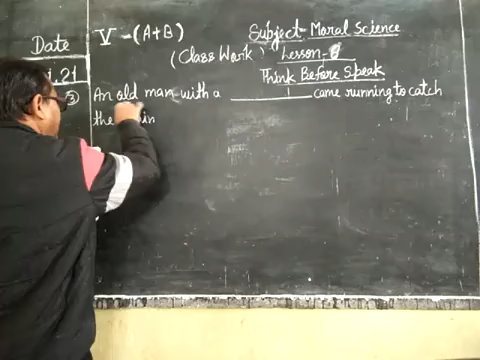 V - (A+B)
Subject- Moral Science
Date
(Class Work)
Lesson-8
Think Before Speak
An old man with a ________ came running to catch
the